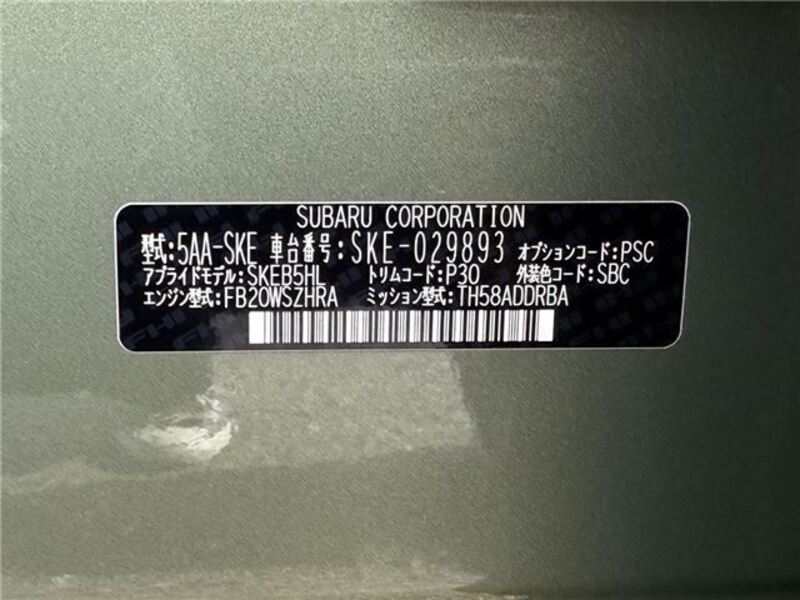 SUBARU CORPORATION
型式:5AA-SKE 車台番号:SKE-029893 オプションコード:PSC
アプライドモデル:SKEB5HL トリムコード:P30 外装色コード:SBC
エンジン型式:FB20WSZHRA ミッション型式:TH58ADDRBA